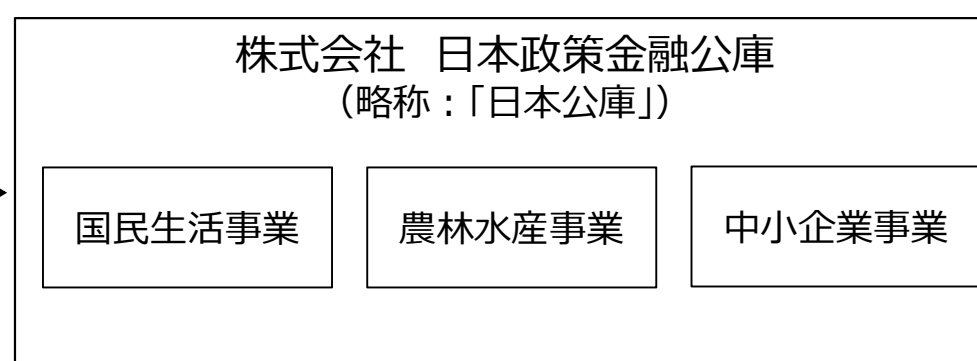 株式会社 日本政策金融公庫
（略称：「日本公庫」）
国民生活事業
農林水産事業
中小企業事業